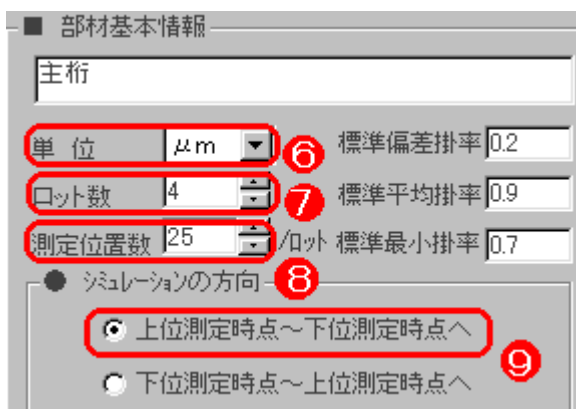 ■ 部材基本情報
主桁
単 位 μm 6 標準偏差掛率 0.2
ロット数 4 7 標準平均掛率 0.9
測定位置数 25 /ロット 標準最小掛率 0.7
● シミュレーションの方向 8
上位測定時点～下位測定時点へ 9
下位測定時点～上位測定時点へ